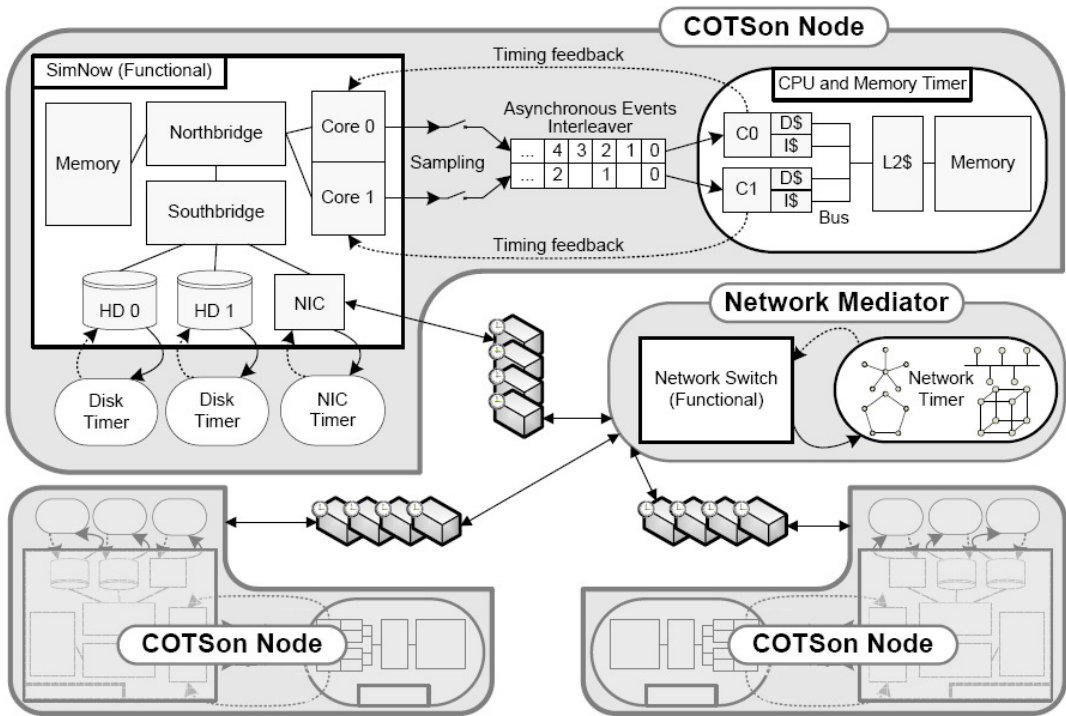 COTSon Node
SimNow (Functional)
Memory
Northbridge
Southbridge
Core 0
Core 1
HD 0
HD 1
NIC
Disk
Timer
Disk
Timer
NIC
Timer
Timing feedback
Sampling
Asynchronous Events
Interleaver
... 4 3 2 1 0
... 2 1 0
Timing feedback
CPU and Memory Timer
C0
D$
I$
C1
D$
I$
Bus
L2$
Memory
Network Mediator
Network Switch
(Functional)
Network
Timer
COTSon Node
COTSon Node